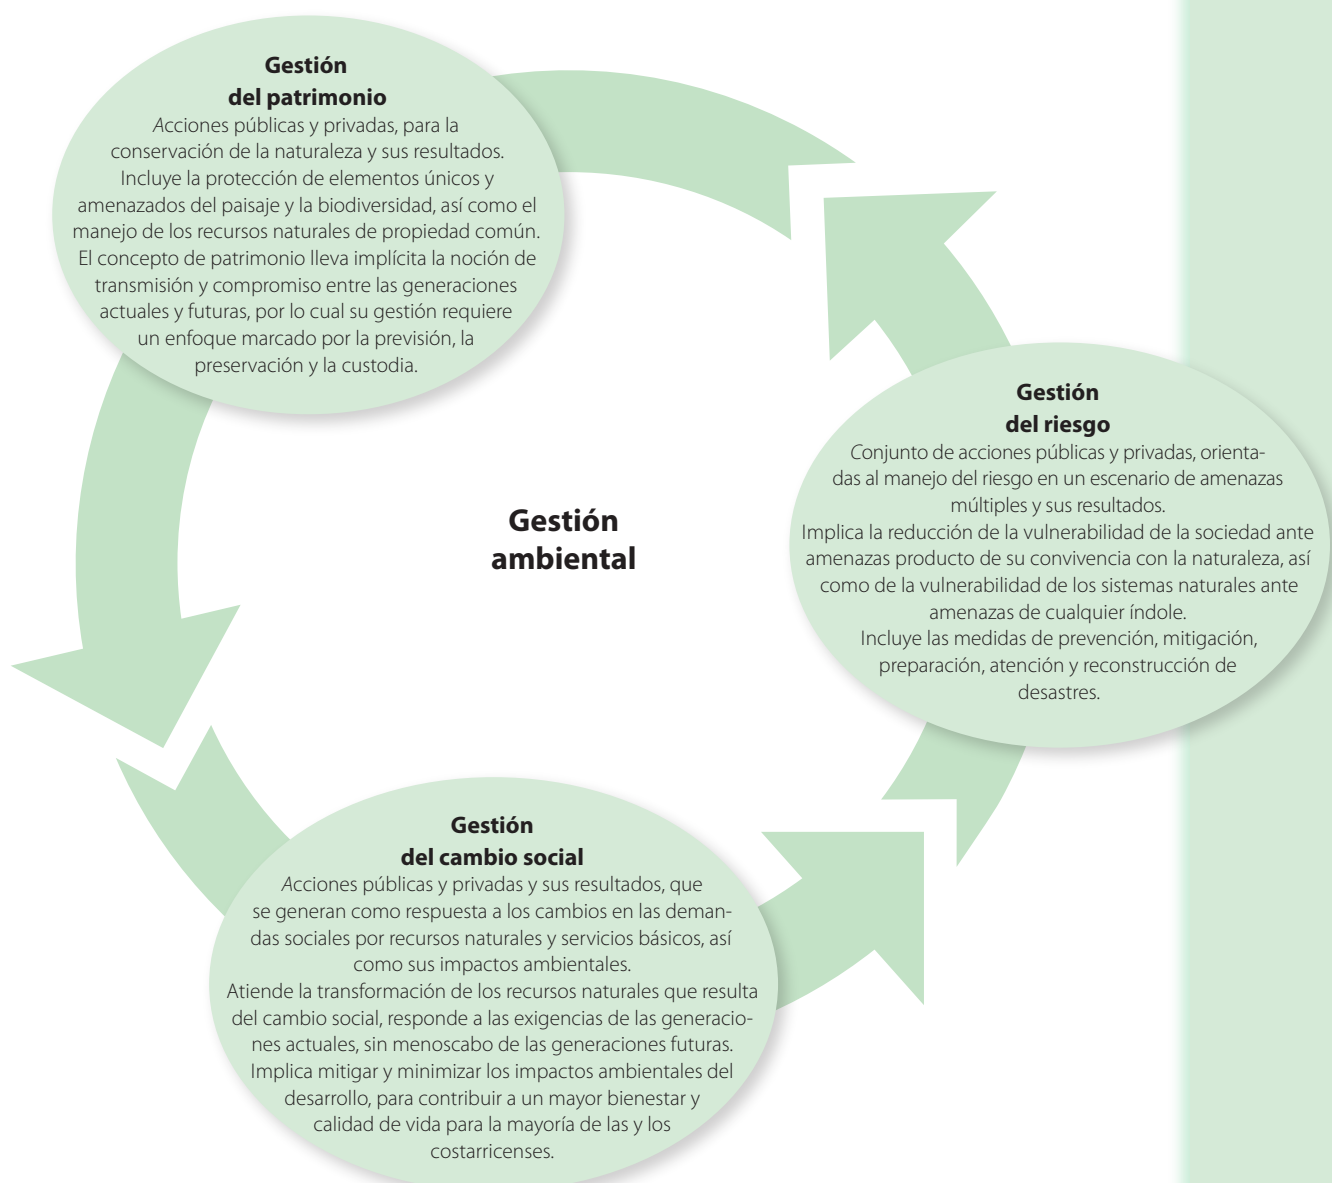 Gestión
del patrimonio
Acciones públicas y privadas, para la
conservación de la naturaleza y sus resultados.
Incluye la protección de elementos únicos y
amenazados del paisaje y la biodiversidad, así como el
manejo de los recursos naturales de propiedad común.
El concepto de patrimonio lleva implícita la noción de
transmisión y compromiso entre las generaciones
actuales y futuras, por lo cual su gestión requiere
un enfoque marcado por la previsión, la
preservación y la custodia.
Gestión
ambiental
Gestión
del riesgo
Conjunto de acciones públicas y privadas, orienta-
das al manejo del riesgo en un escenario de amenazas
múltiples y sus resultados.
Implica la reducción de la vulnerabilidad de la sociedad ante
amenazas producto de su convivencia con la naturaleza, así
como de la vulnerabilidad de los sistemas naturales ante
amenazas de cualquier índole.
Incluye las medidas de prevención, mitigación,
preparación, atención y reconstrucción de
desastres.
Gestión
del cambio social
Acciones públicas y privadas y sus resultados, que
se generan como respuesta a los cambios en las deman-
das sociales por recursos naturales y servicios básicos, así
como sus impactos ambientales.
Atiende la transformación de los recursos naturales que resulta
del cambio social, responde a las exigencias de las generacio-
nes actuales, sin menoscabo de las generaciones futuras.
Implica mitigar y minimizar los impactos ambientales del
desarrollo, para contribuir a un mayor bienestar y
calidad de vida para la mayoría de las y los
costarricenses.